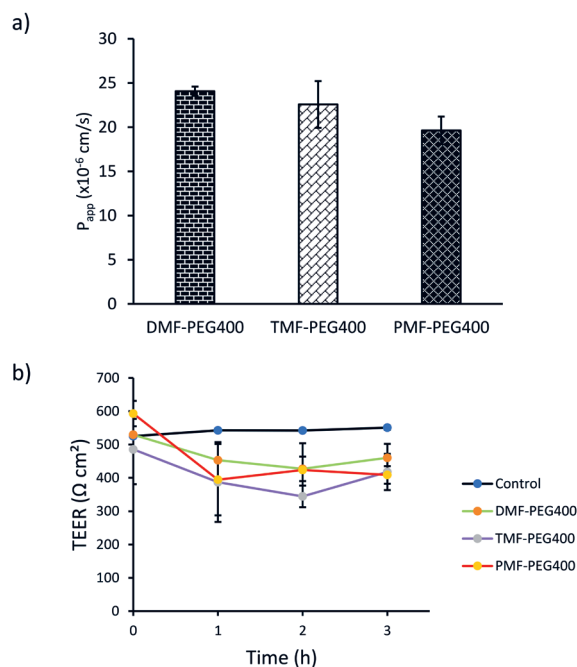 a)
30
25
20
15
10
5
0
P_app (x10⁻⁶ cm/s)
DMF-PEG400 TMF-PEG400 PMF-PEG400
b)
700
600
500
400
300
200
100
0
TEER (Ω cm²)
0 1 2 3
Time (h)
Control
DMF-PEG400
TMF-PEG400
PMF-PEG400